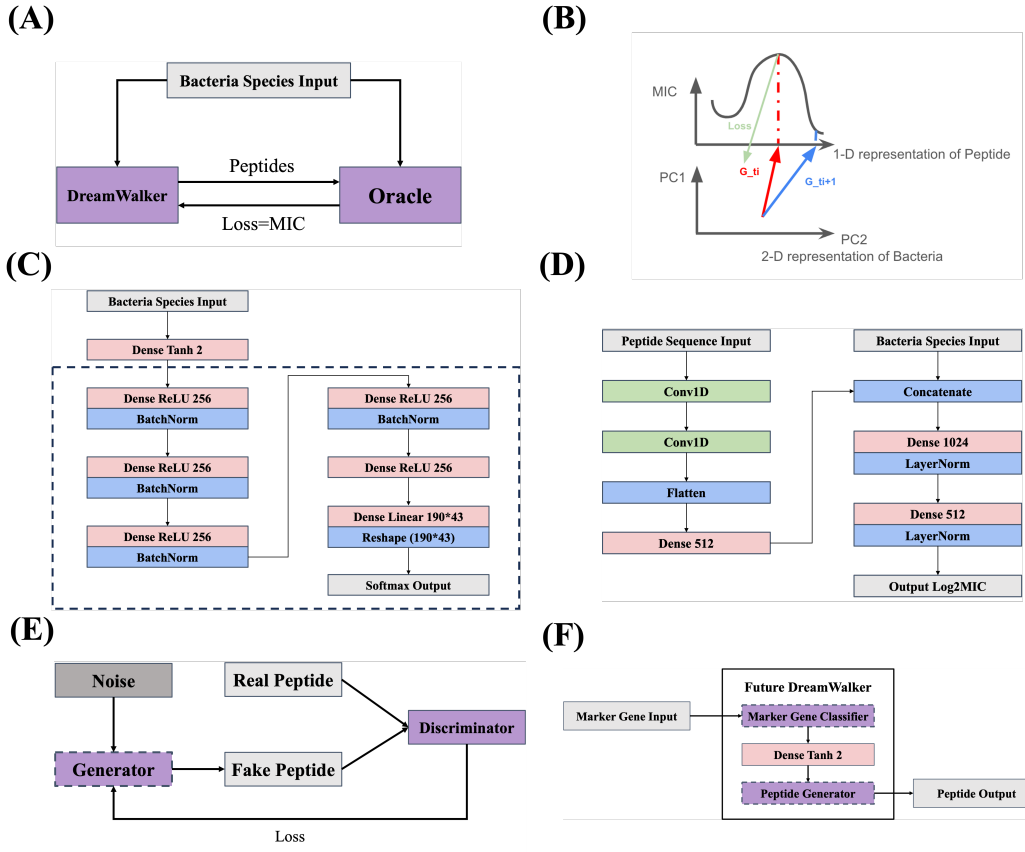 (A)
Bacteria Species Input
Peptides
DreamWalker
Oracle
Loss=MIC
(B)
MIC
Loss
1-D representation of Peptide
PC1
G_ti
G_ti+1
PC2
2-D representation of Bacteria
(C)
Bacteria Species Input
Dense Tanh 2
Dense ReLU 256
BatchNorm
Dense ReLU 256
BatchNorm
Dense ReLU 256
BatchNorm
Dense ReLU 256
BatchNorm
Dense ReLU 256
Dense Linear 190*43
Reshape (190*43)
Softmax Output
(D)
Peptide Sequence Input
Conv1D
Conv1D
Flatten
Dense 512
Bacteria Species Input
Concatenate
Dense 1024
LayerNorm
Dense 512
LayerNorm
Output Log2MIC
(E)
Noise
Real Peptide
Discriminator
Generator
Fake Peptide
Loss
(F)
Future DreamWalker
Marker Gene Input
Marker Gene Classifier
Dense Tanh 2
Peptide Generator
Peptide Output